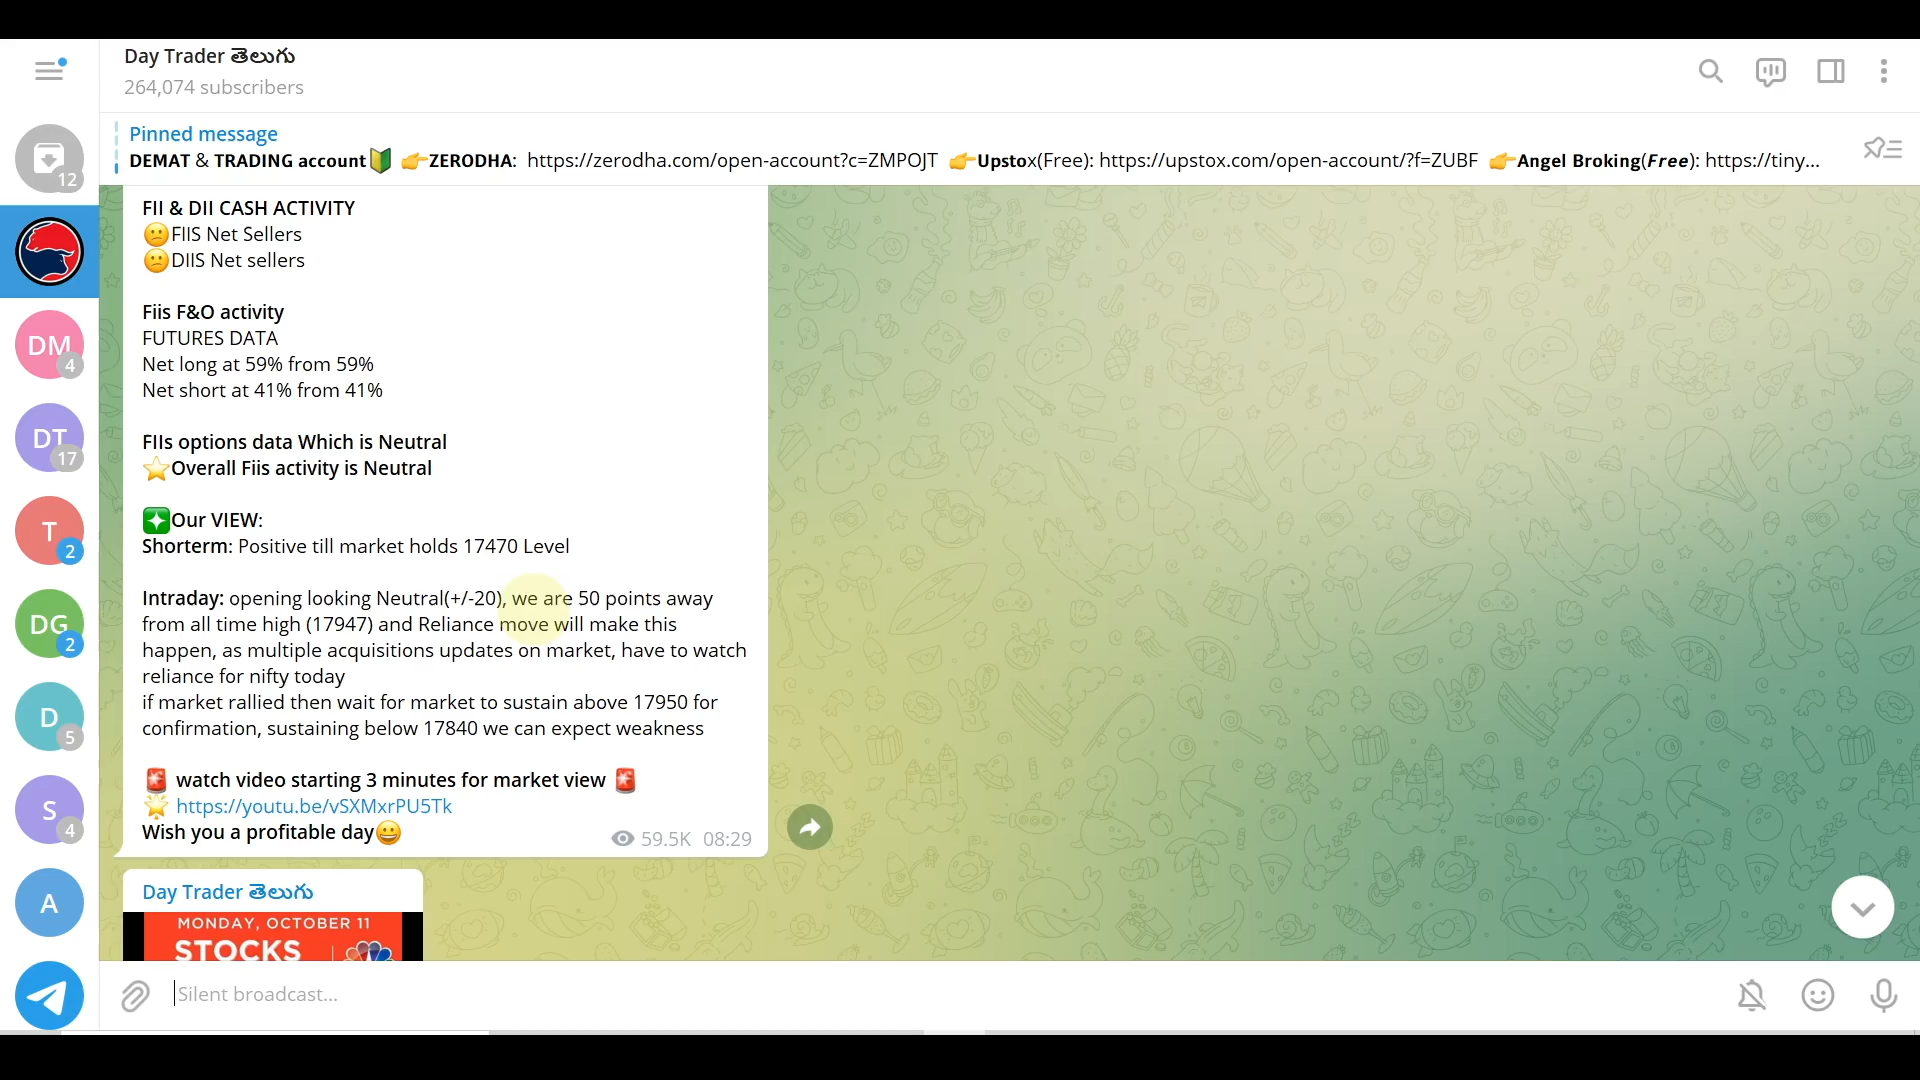 Day Trader తెలుగు
264,074 subscribers
Pinned message
DEMAT & TRADING account🔰 👉ZERODHA: https://zerodha.com/open-account?c=ZMPOJT 👉Upstox(Free): https://upstox.com/open-account/?f=ZUBF 👉Angel Broking(Free): https://tiny...
12
DM
4
DT
17
T
2
DG
2
D
5
S
4
A
FII & DII CASH ACTIVITY
😕FIIS Net Sellers
😕DIIS Net sellers
Fiis F&O activity
FUTURES DATA
Net long at 59% from 59%
Net short at 41% from 41%
FIIs options data Which is Neutral
⭐Overall Fiis activity is Neutral
❇️Our VIEW:
Shorterm: Positive till market holds 17470 Level
Intraday: opening looking Neutral(+/-20), we are 50 points away
from all time high (17947) and Reliance move will make this
happen, as multiple acquisitions updates on market, have to watch
reliance for nifty today
if market rallied then wait for market to sustain above 17950 for
confirmation, sustaining below 17840 we can expect weakness
🚨 watch video starting 3 minutes for market view 🚨
🌟 https://youtu.be/vSXMxrPU5Tk
Wish you a profitable day😀
59.5K 08:29
Day Trader తెలుగు
MONDAY, OCTOBER 11
STOCKS
Silent broadcast...